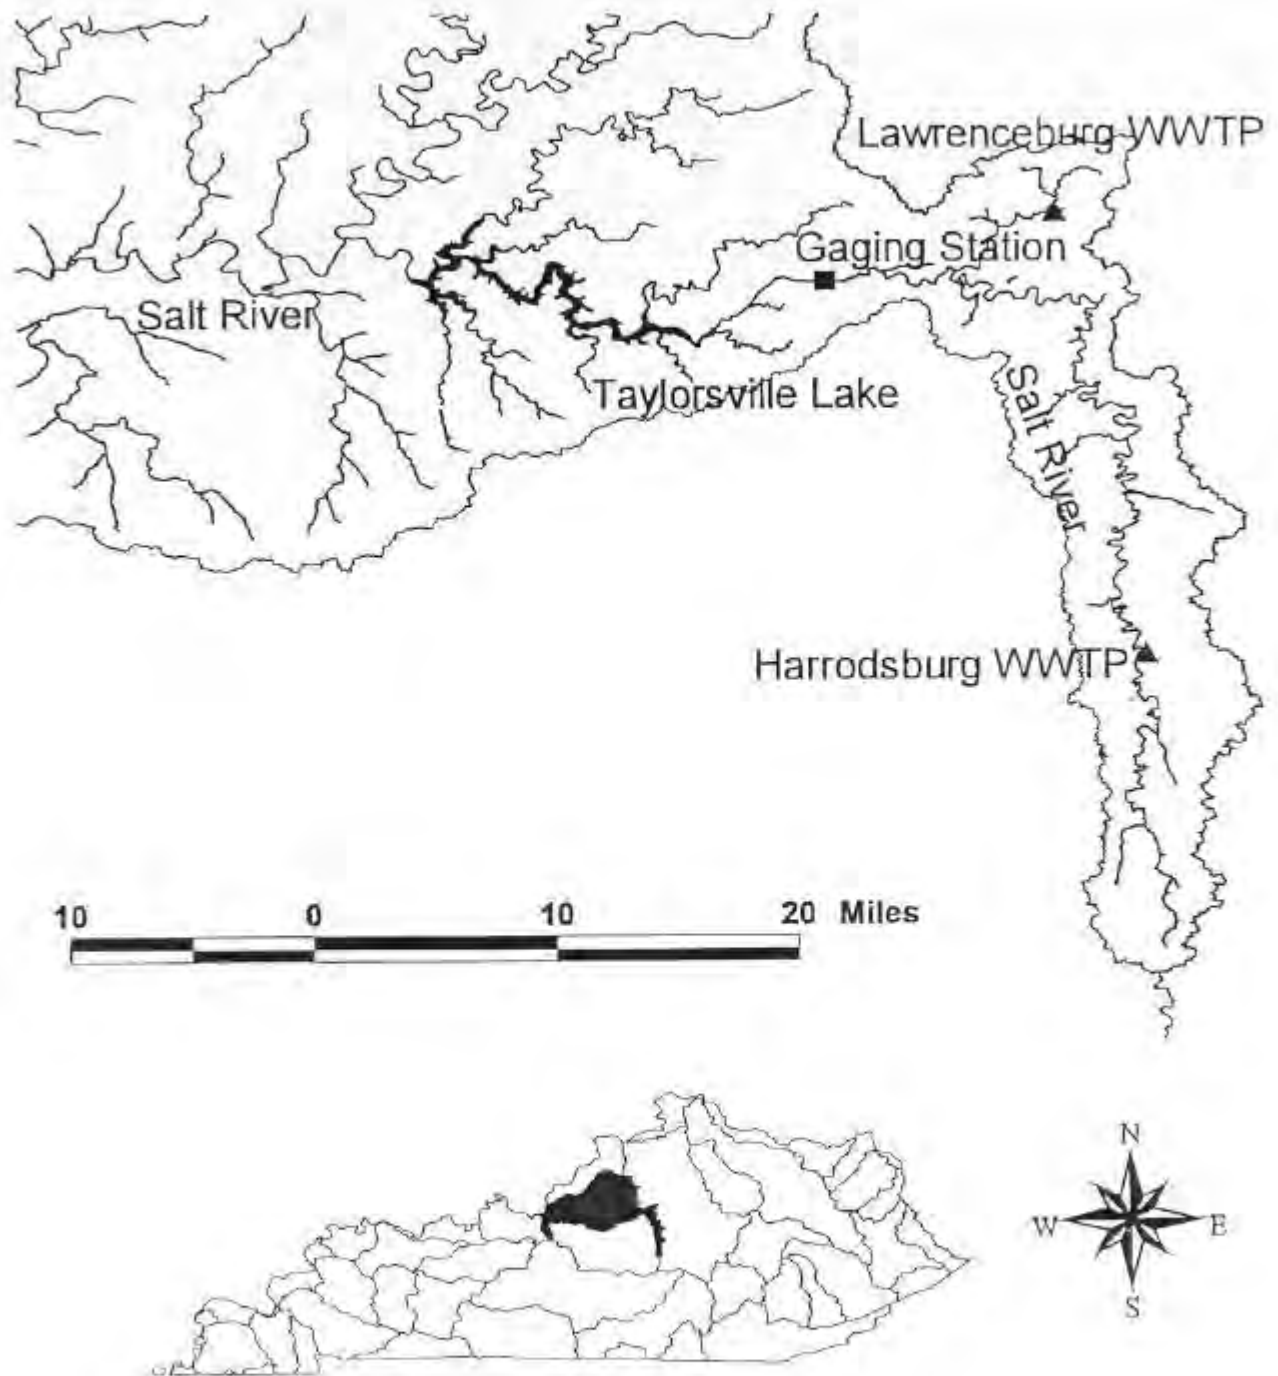 Lawrenceburg WWTP
Gaging Station
Salt River
Taylorsville Lake
Salt River
Harrodsburg WWTP
10 0 10 20 Miles
N
W E
S